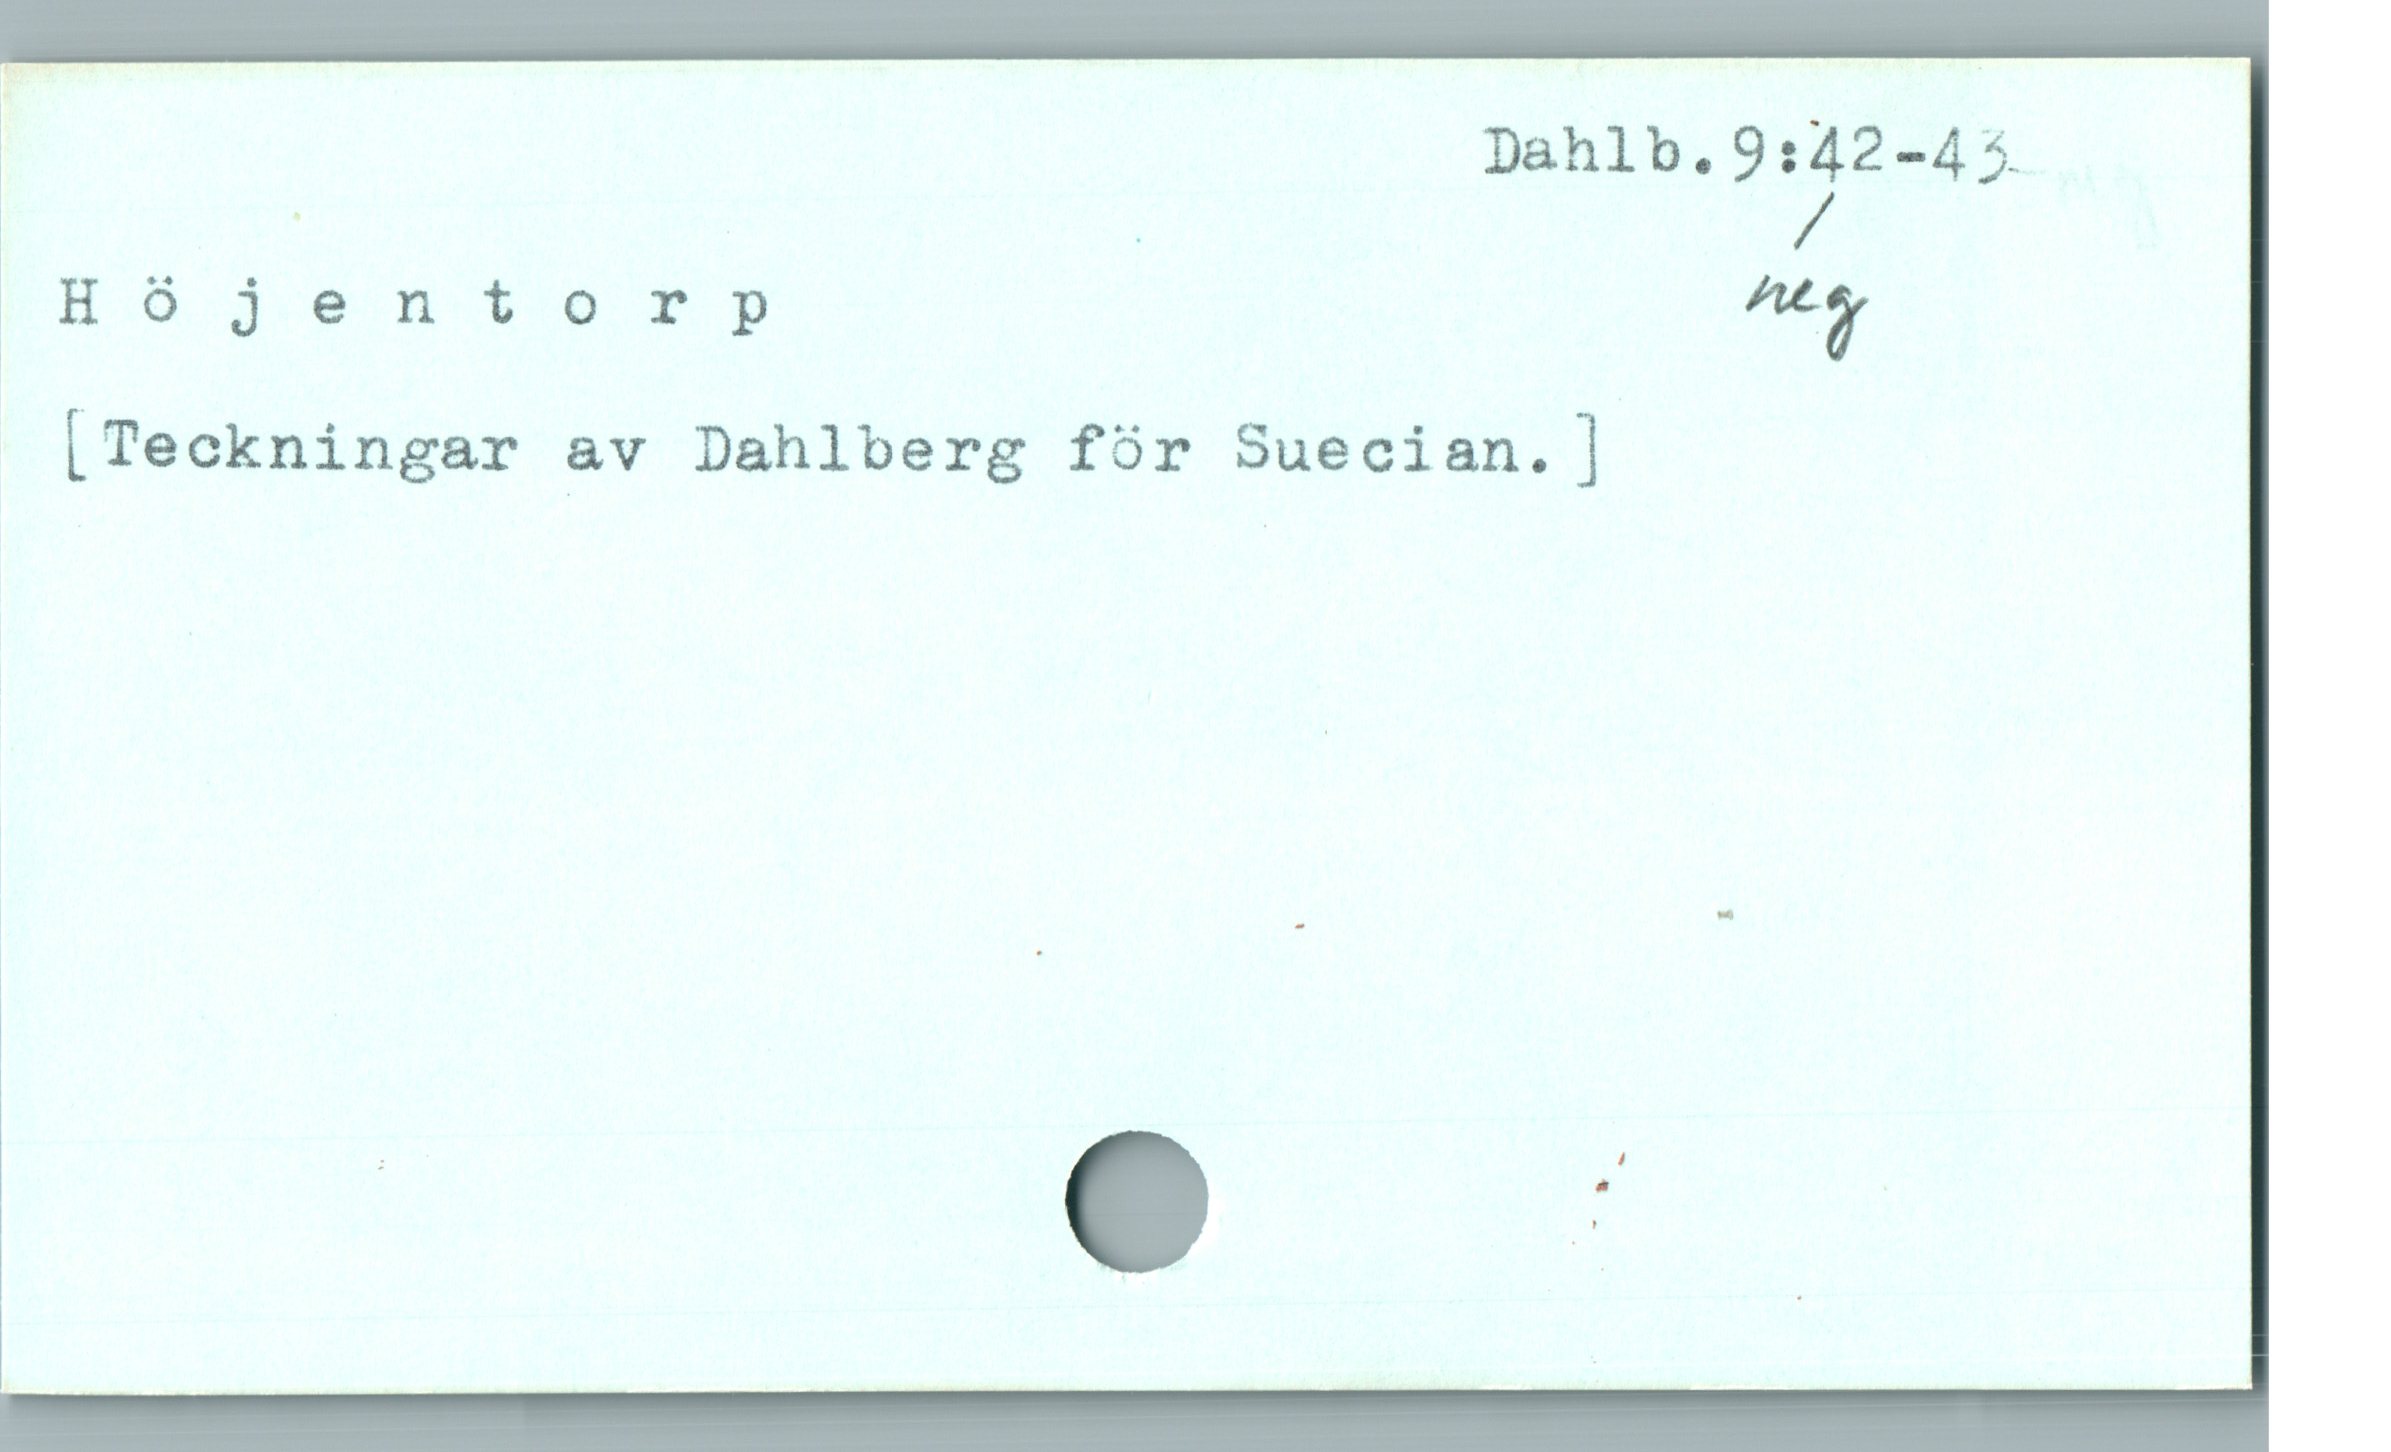 Dahlb.9:42-43
neg
H ö j e n t o r p
[Teckningar av Dahlberg för Suecian.]